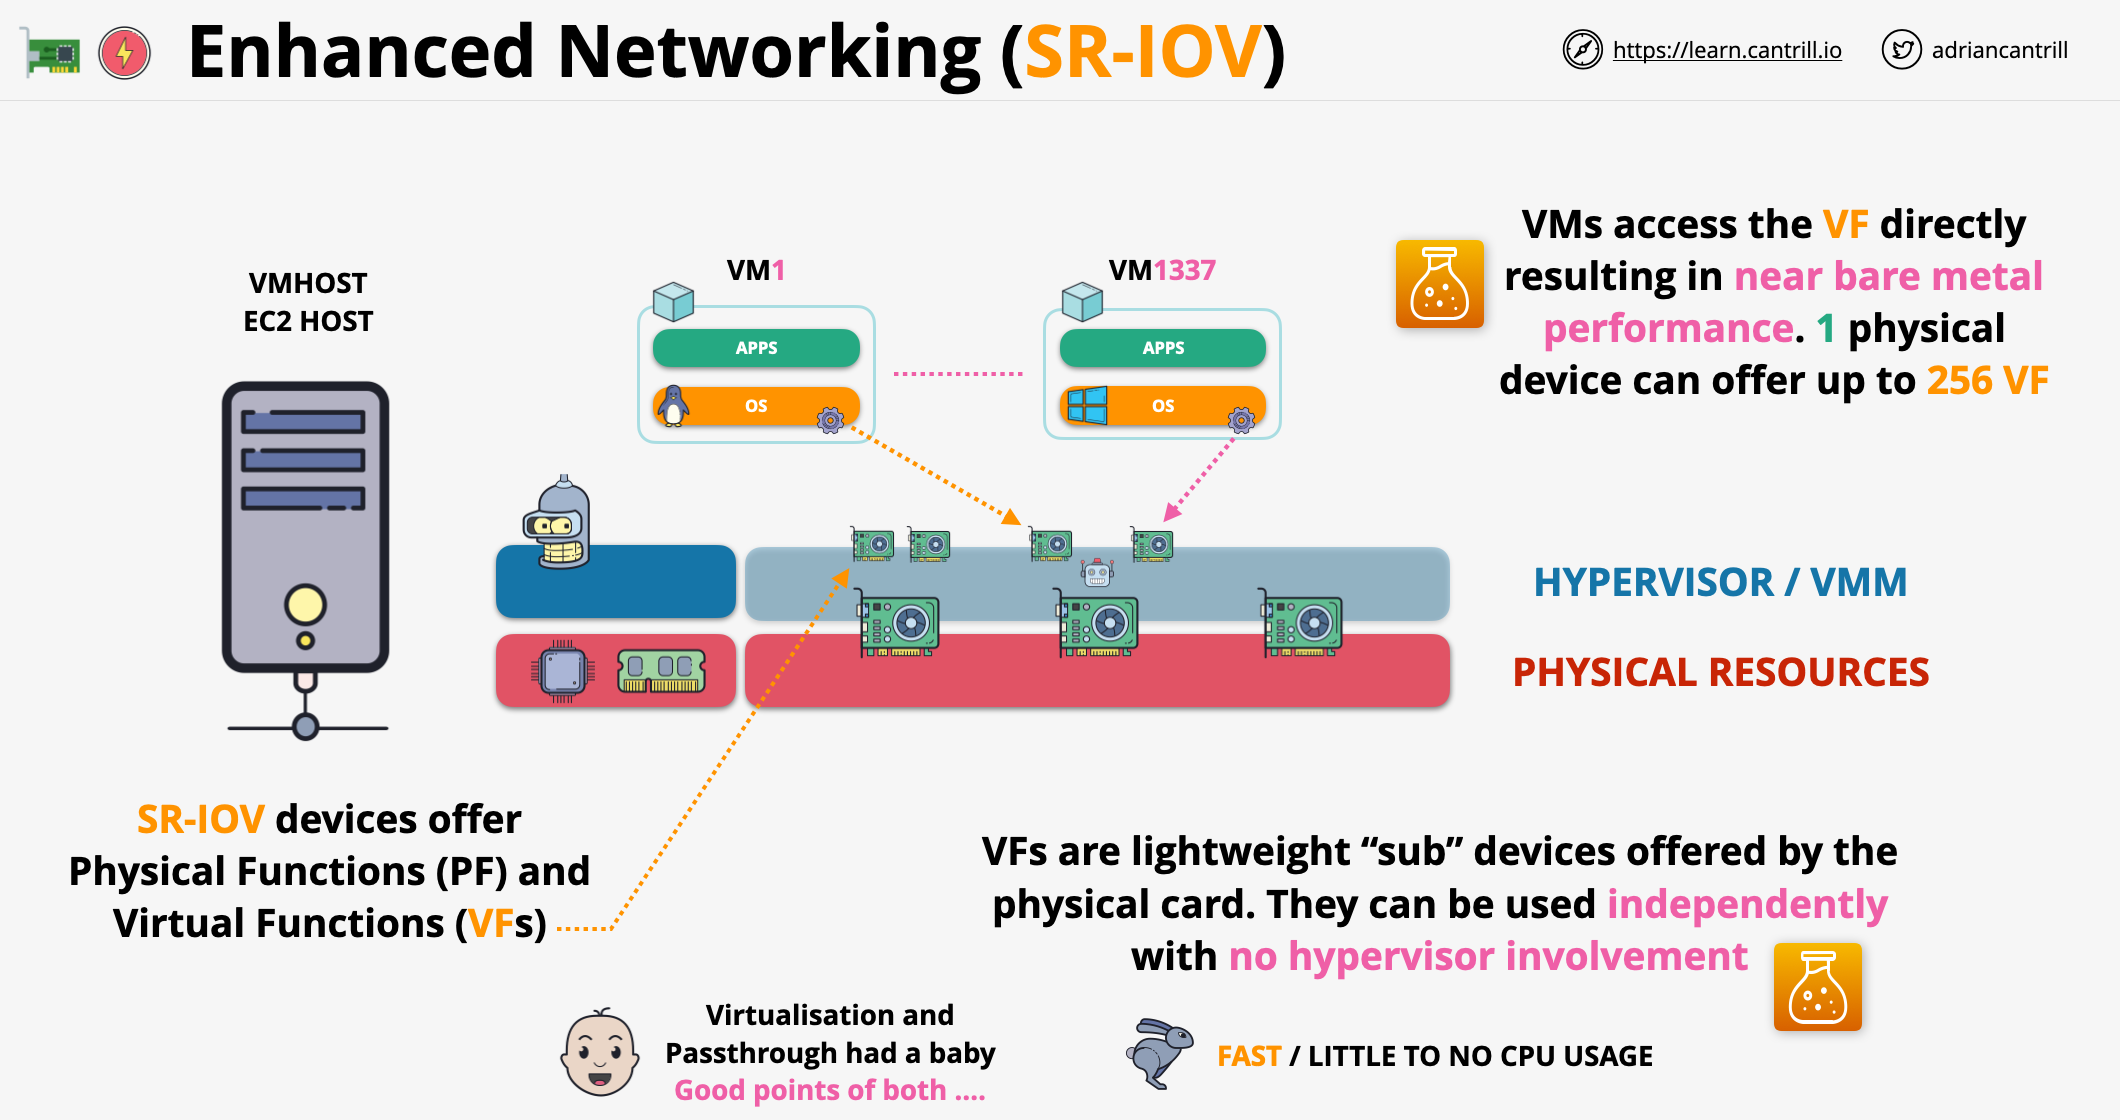 Enhanced Networking (SR-IOV)
https://learn.cantrill.io
adriancantrill
VMHOST
EC2 HOST
VM1
APPS
OS
VM1337
APPS
OS
VMs access the VF directly
resulting in near bare metal
performance. 1 physical
device can offer up to 256 VF
HYPERVISOR / VMM
PHYSICAL RESOURCES
SR-IOV devices offer
Physical Functions (PF) and
Virtual Functions (VFs)
VFs are lightweight “sub” devices offered by the
physical card. They can be used independently
with no hypervisor involvement
Virtualisation and
Passthrough had a baby
Good points of both ....
FAST / LITTLE TO NO CPU USAGE